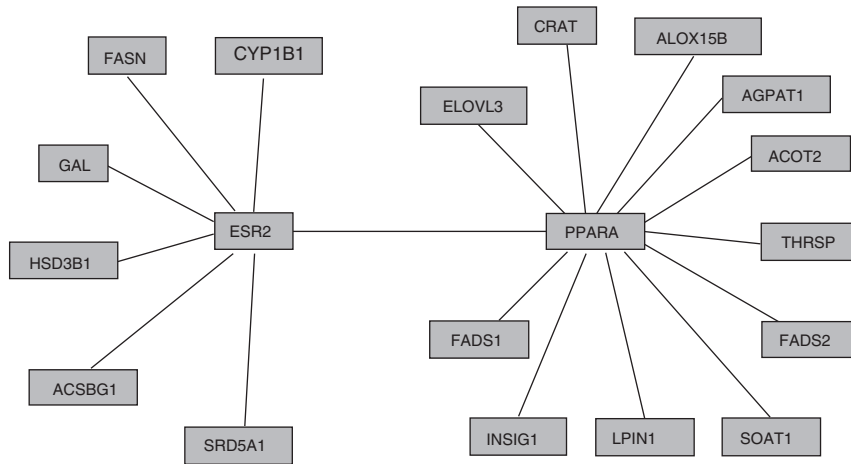 CRAT
ALOX15B
FASN
CYP1B1
AGPAT1
ELOVL3
ACOT2
GAL
ESR2
PPARA
THRSP
HSD3B1
FADS1
FADS2
ACSBG1
SRD5A1
INSIG1
LPIN1
SOAT1